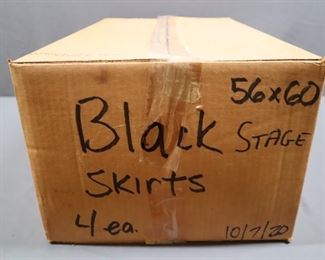 56x60
Black STAGE
SKirTS
4 ea.
10/7/20